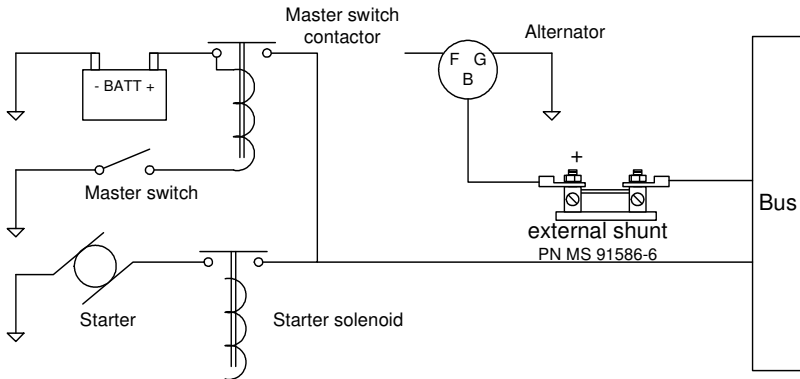 Master switch
contactor
Alternator
F G
B
- BATT +
+
Master switch
Bus
external shunt
PN MS 91586-6
Starter
Starter solenoid